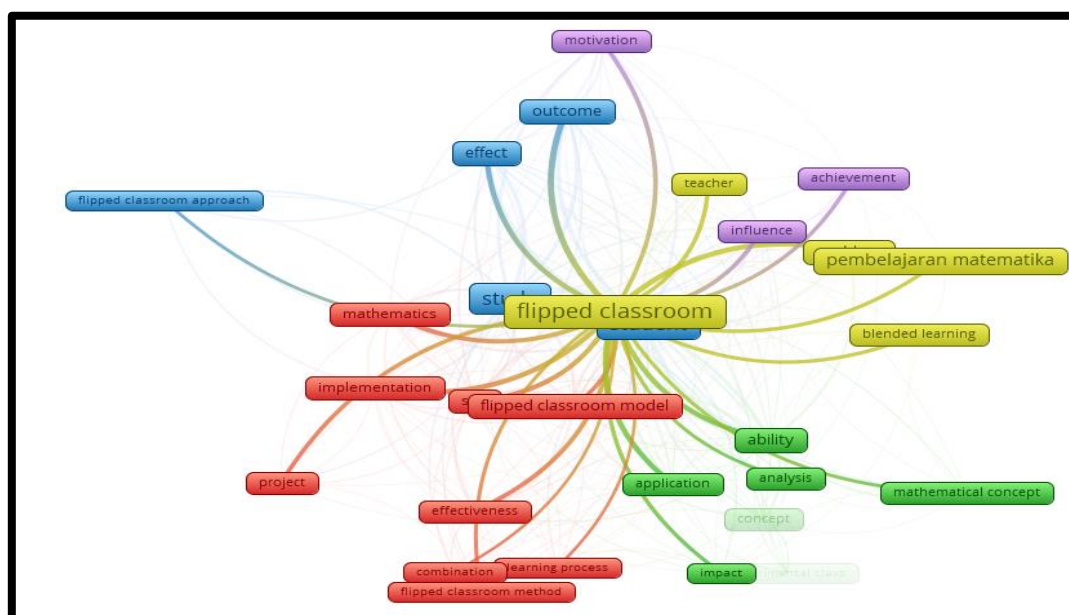 motivation
outcome
effect
teacher
achievement
flipped classroom approach
influence
pembelajaran matematika
flipped classroom
student
mathematics
blended learning
implementation
flipped classroom model
ability
analysis
project
application
mathematical concept
effectiveness
concept
learning process
combination
impact
flipped classroom method